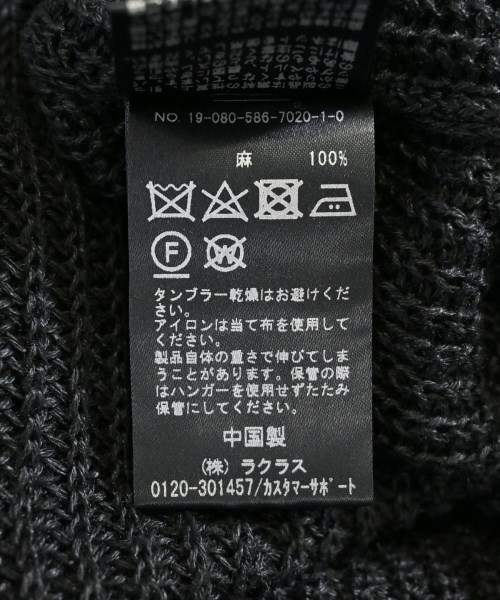 NO. 19-080-586-7020-1-0
麻 100%
F
W
タンブラー乾燥はお避けくだ
さい。
アイロンは当て布を使用して
ください。
製品自体の重さで伸びてしま
うことがあります。保管の際
はハンガーを使用せずたたみ
保管にしてください。
中国製
(株) ラクラス
0120-301457/カスタマーサポート